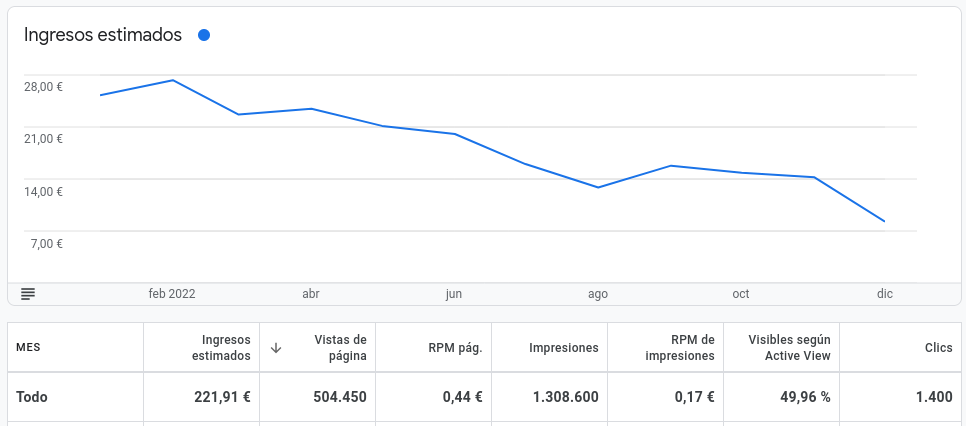 Ingresos estimados
28,00 €
21,00 €
14,00 €
7,00 €
feb 2022 abr jun ago oct dic
MES Ingresos estimados Vistas de página RPM pág. Impresiones RPM de impresiones Visibles según Active View Clics
Todo 221,91 € 504.450 0,44 € 1.308.600 0,17 € 49,96 % 1.400